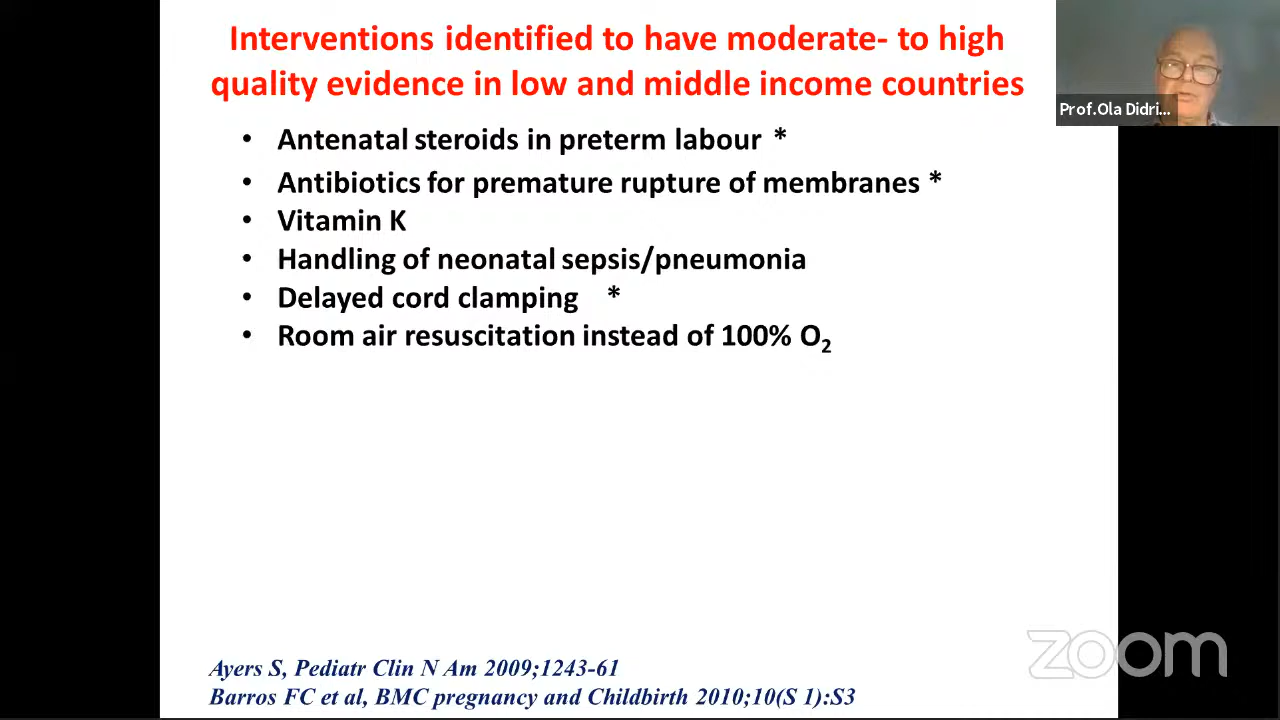 Interventions identified to have moderate- to high
quality evidence in low and middle income countries
Prof.Ola Didri...
• Antenatal steroids in preterm labour *
• Antibiotics for premature rupture of membranes *
• Vitamin K
• Handling of neonatal sepsis/pneumonia
• Delayed cord clamping *
• Room air resuscitation instead of 100% O₂
Ayers S, Pediatr Clin N Am 2009;1243-61
Barros FC et al, BMC pregnancy and Childbirth 2010;10(S 1):S3
zoom